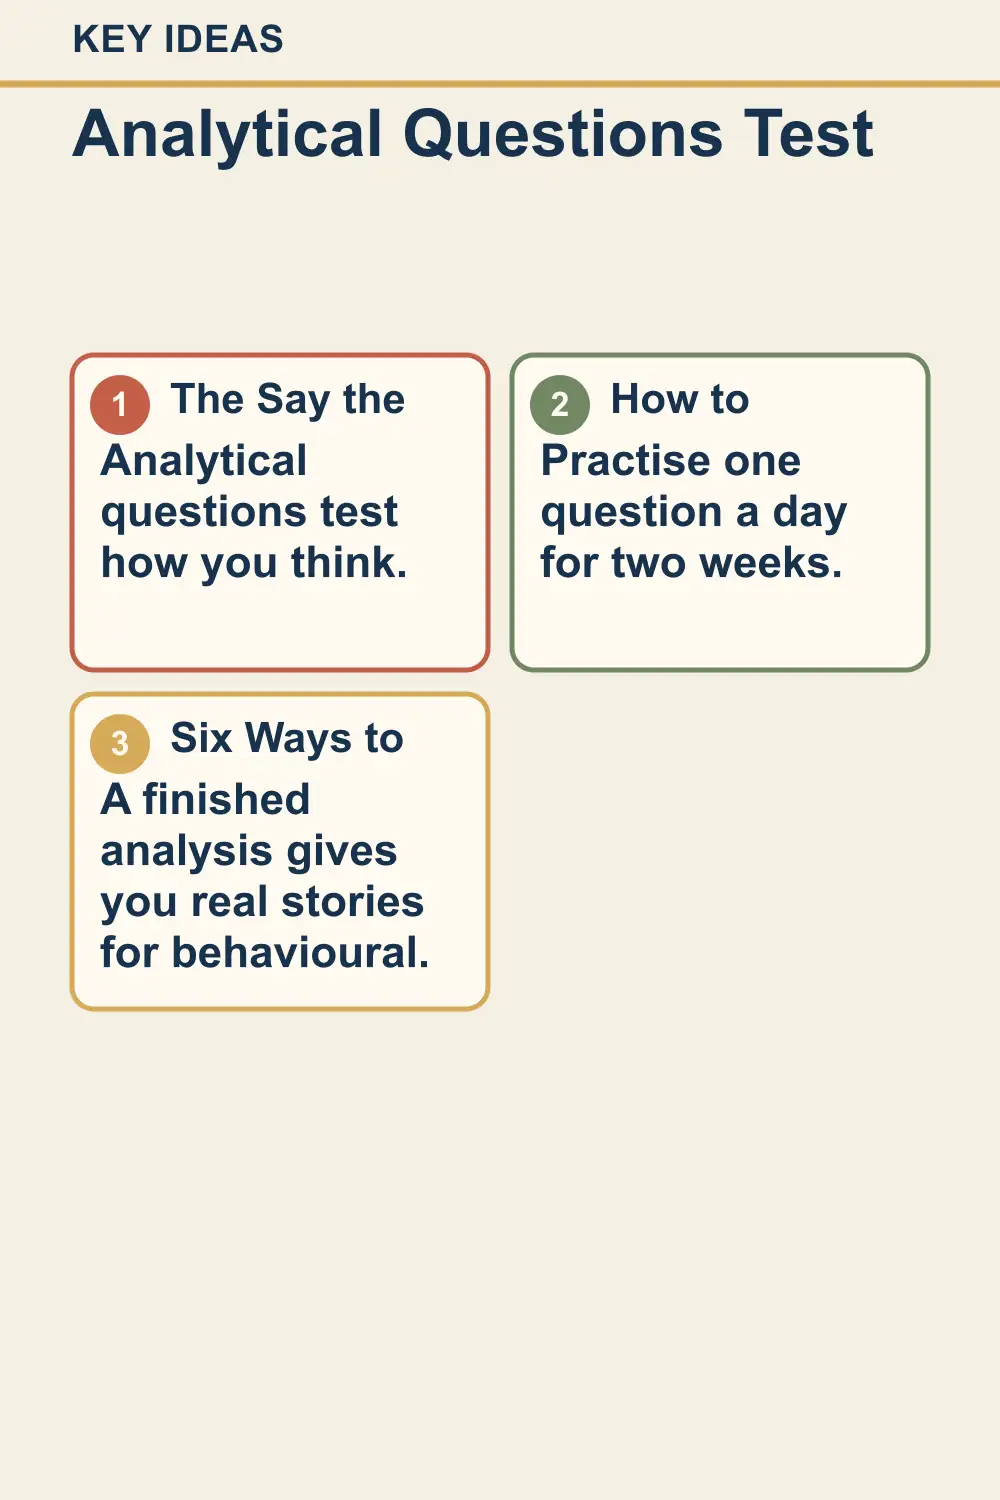 KEY IDEAS
Analytical Questions Test
1 The Say the
Analytical
questions test
how you think.
2 How to
Practise one
question a day
for two weeks.
3 Six Ways to
A finished
analysis gives
you real stories
for behavioural.